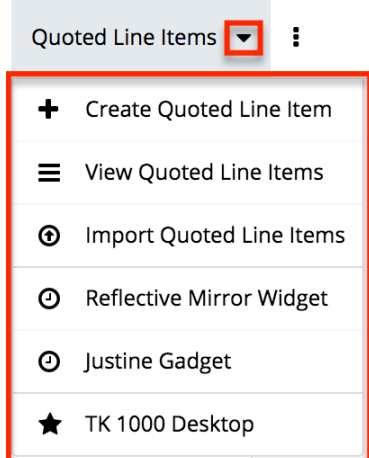 Quoted Line Items
Create Quoted Line Item
View Quoted Line Items
Import Quoted Line Items
Reflective Mirror Widget
Justine Gadget
TK 1000 Desktop